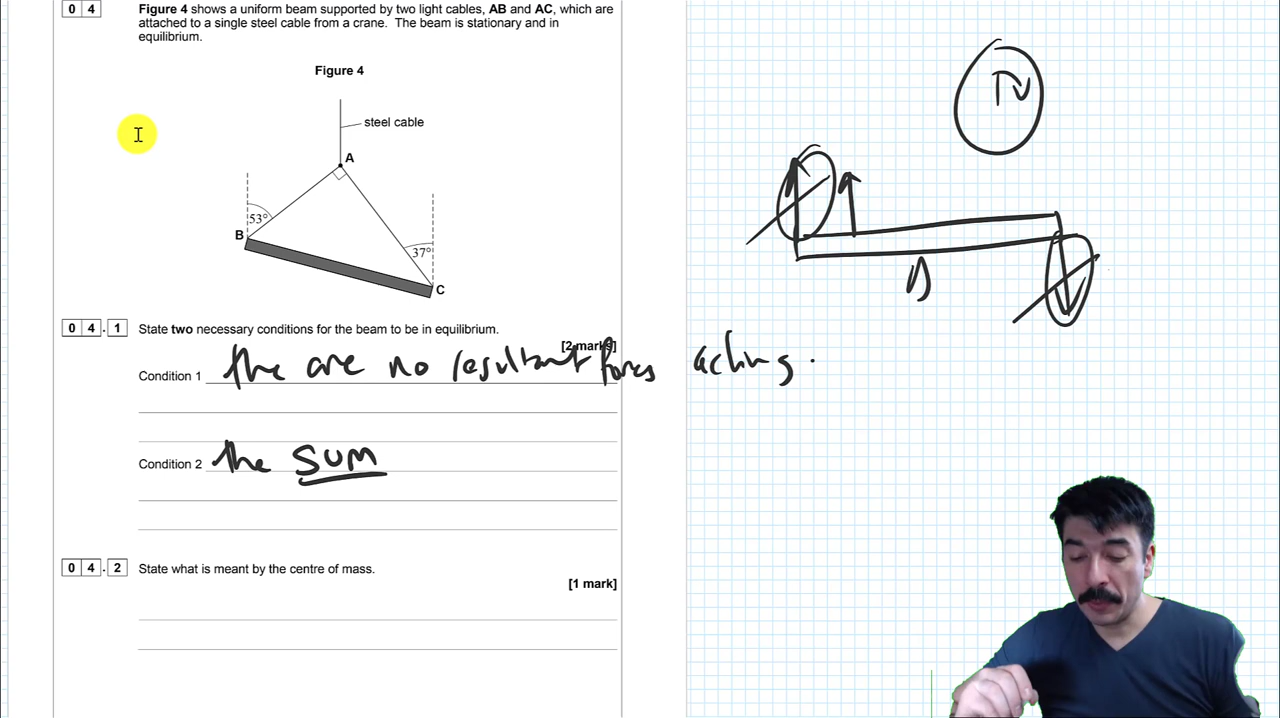 0 4 Figure 4 shows a uniform beam supported by two light cables, AB and AC, which are
attached to a single steel cable from a crane. The beam is stationary and in
equilibrium.
Figure 4
steel cable
A
53°
B
37°
C
0 4 . 1 State two necessary conditions for the beam to be in equilibrium.
[2 marks]
Condition 1 the are no resultant forces acting.
Condition 2 the sum
0 4 . 2 State what is meant by the centre of mass.
[1 mark]